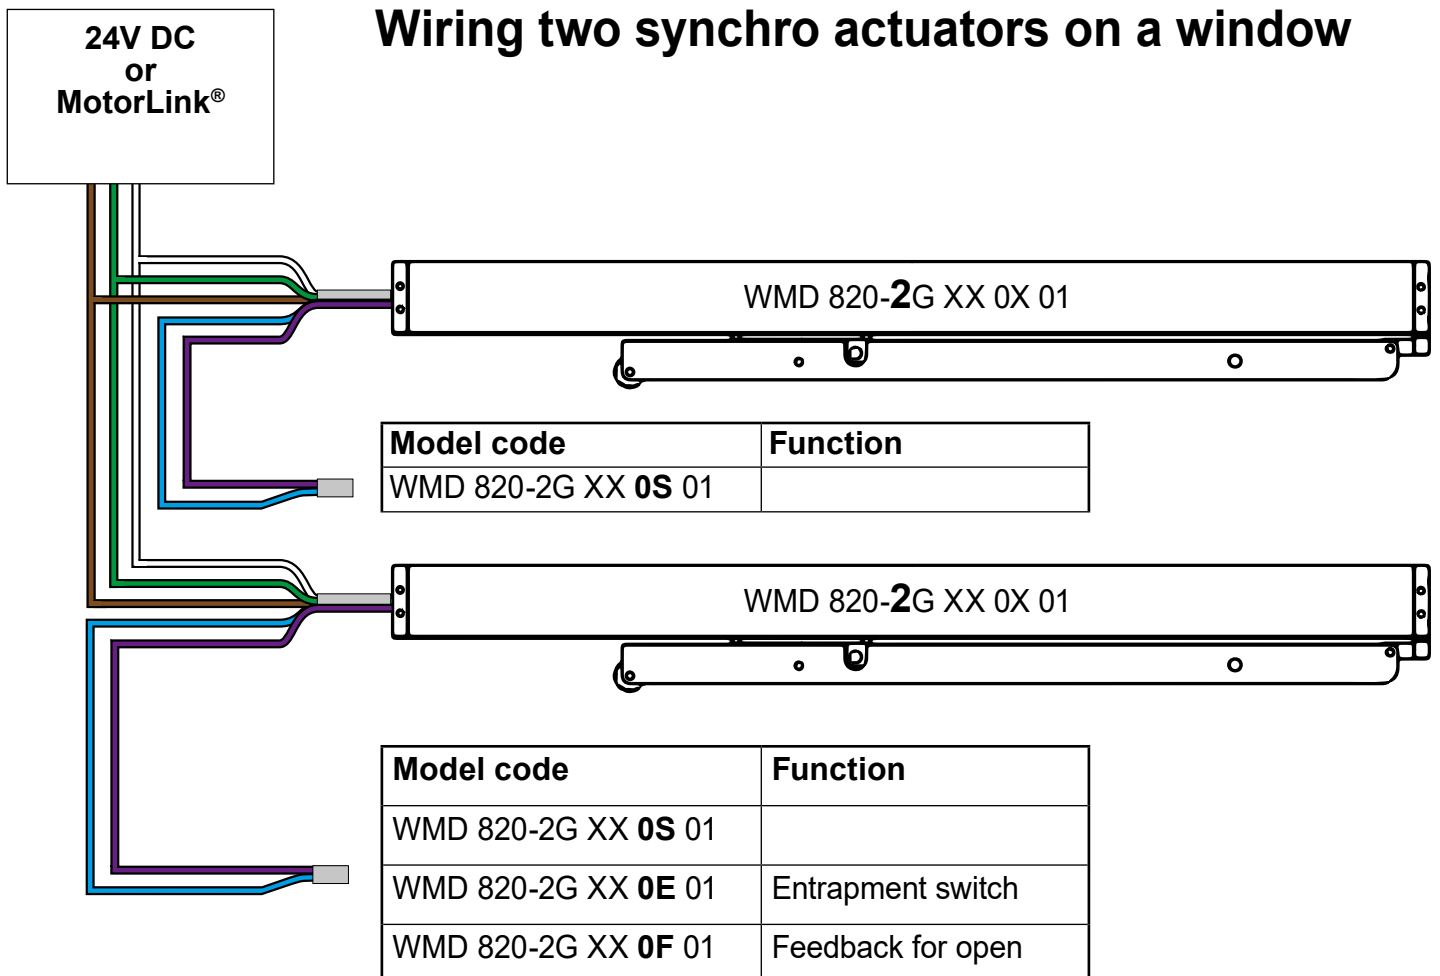 Wiring two synchro actuators on a window
24V DC
or
MotorLink®
WMD 820-2G XX 0X 01
Model code Function
WMD 820-2G XX 0S 01
WMD 820-2G XX 0X 01
Model code Function
WMD 820-2G XX 0S 01
WMD 820-2G XX 0E 01 Entrapment switch
WMD 820-2G XX 0F 01 Feedback for open